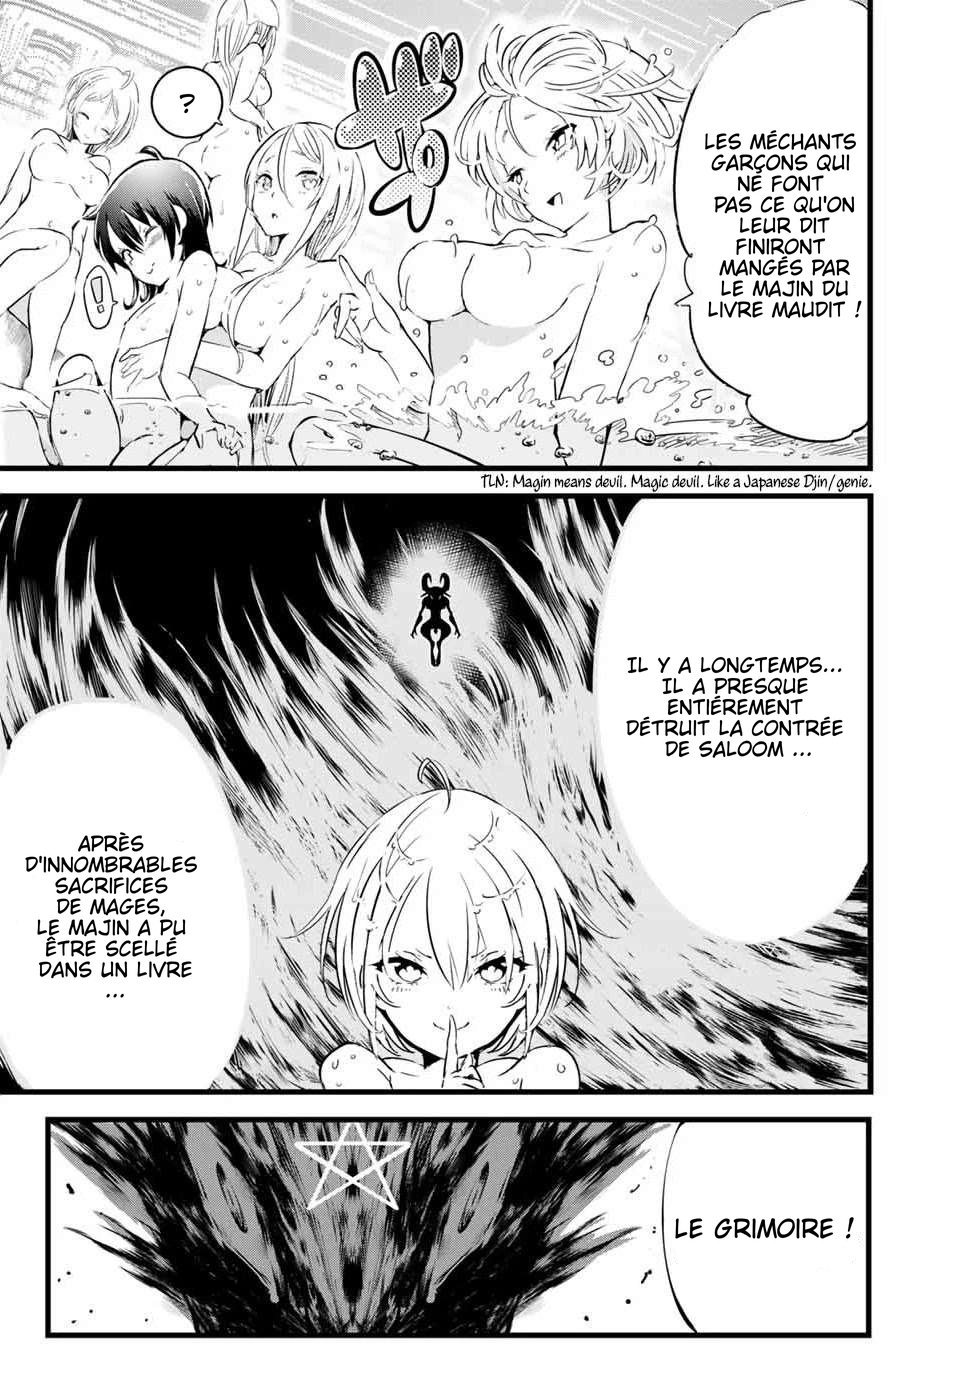 LES MÉCHANTS
GARÇONS QUI
NE FONT
PAS CE QU'ON
LEUR DIT
FINIRONT
MANGÉS PAR
LE MAJIN DU
LIVRE MAUDIT !
?
!
TLN: Magin means devil. Magic devil. Like a Japanese Djin/genie.
IL Y A LONGTEMPS...
IL A PRESQUE
ENTIÉREMENT
DÉTRUIT LA CONTRÉE
DE SALOOM ...
APRÈS
D'INNOMBRABLES
SACRIFICES
DE MAGES,
LE MAJIN A PU
ÊTRE SCELLÉ
DANS UN LIVRE
...
LE GRIMOIRE !